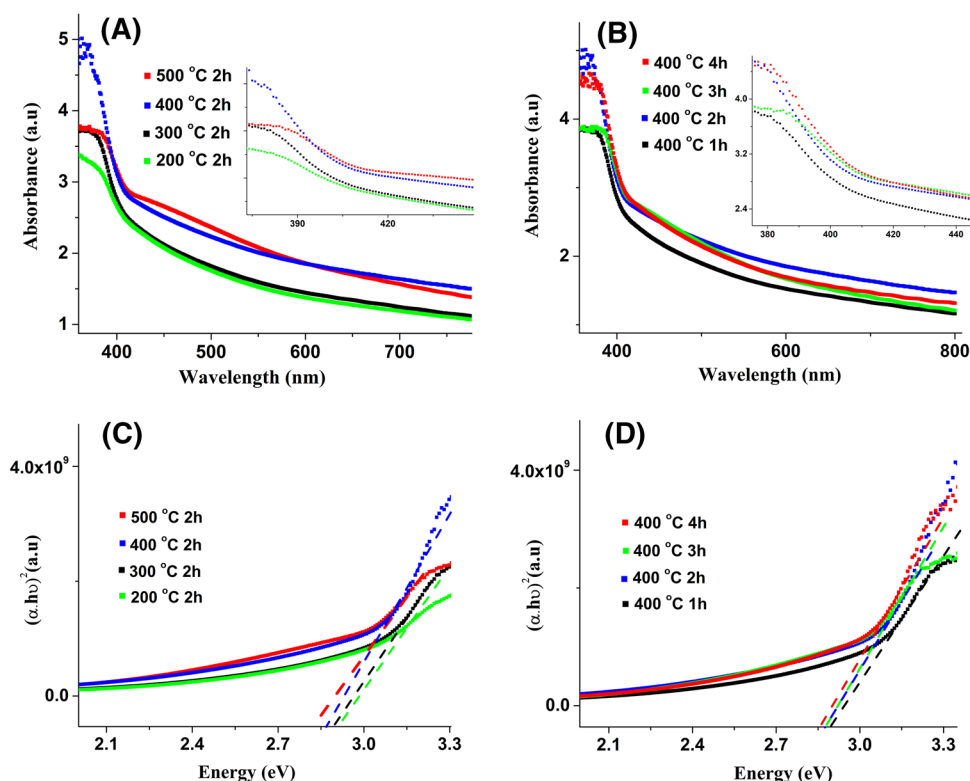 (A)
Absorbance (a.u)
5
4
3
2
1
500 °C 2h
400 °C 2h
300 °C 2h
200 °C 2h
390 420
400 500 600 700
Wavelength (nm)
(B)
Absorbance (a.u)
4
2
400 °C 4h
400 °C 3h
400 °C 2h
400 °C 1h
4.0
3.2
2.4
380 400 420 440
400 600 800
Wavelength (nm)
(C)
(α.hυ)²(a.u)
4.0x10⁹
0.0
500 °C 2h
400 °C 2h
300 °C 2h
200 °C 2h
2.1 2.4 2.7 3.0 3.3
Energy (eV)
(D)
(α.hυ)²(a.u)
4.0x10⁹
0.0
400 °C 4h
400 °C 3h
400 °C 2h
400 °C 1h
2.1 2.4 2.7 3.0 3.3
Energy (eV)